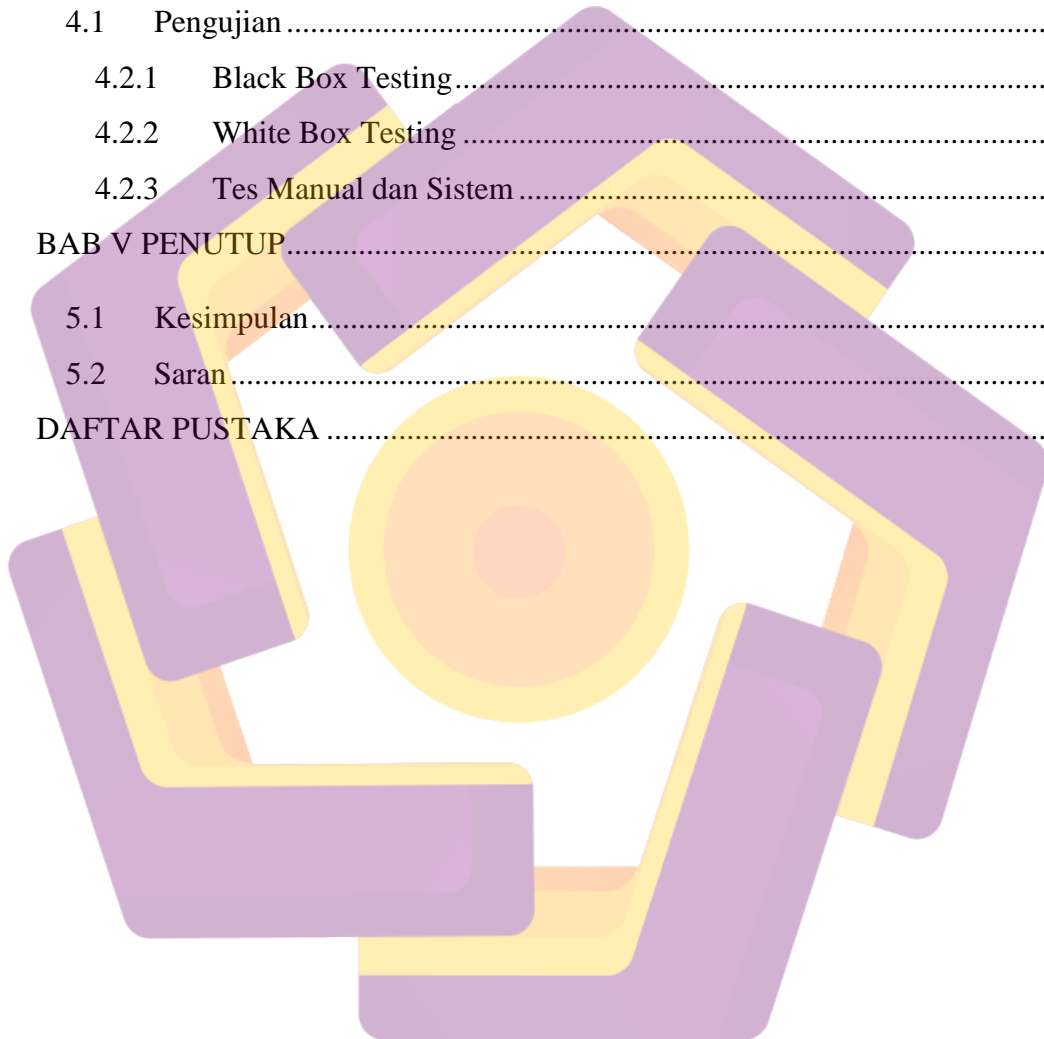 4.1 Pengujian ........................................................................
4.2.1 Black Box Testing ........................................................................
4.2.2 White Box Testing ........................................................................
4.2.3 Tes Manual dan Sistem ........................................................................
BAB V PENUTUP ........................................................................
5.1 Kesimpulan ........................................................................
5.2 Saran ........................................................................
DAFTAR PUSTAKA ........................................................................